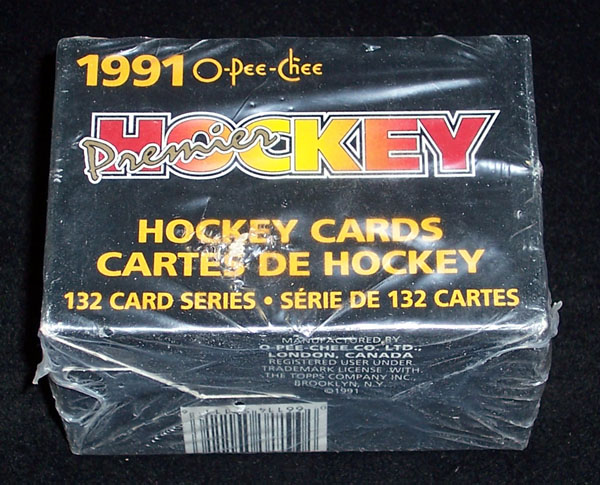 1991 O-Pee-Chee
Premier HOCKEY
HOCKEY CARDS
CARTES DE HOCKEY
132 CARD SERIES • SÉRIE DE 132 CARTES
MANUFACTURED BY
O-PEE-CHEE CO. LTD.,
LONDON, CANADA
REGISTERED USER UNDER
TRADEMARK LICENSE WITH
THE TOPPS COMPANY INC.,
BROOKLYN, N.Y.
©1991